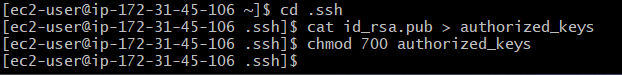 [ec2-user@ip-172-31-45-106 ~]$ cd .ssh
[ec2-user@ip-172-31-45-106 .ssh]$ cat id_rsa.pub > authorized_keys
[ec2-user@ip-172-31-45-106 .ssh]$ chmod 700 authorized_keys
[ec2-user@ip-172-31-45-106 .ssh]$